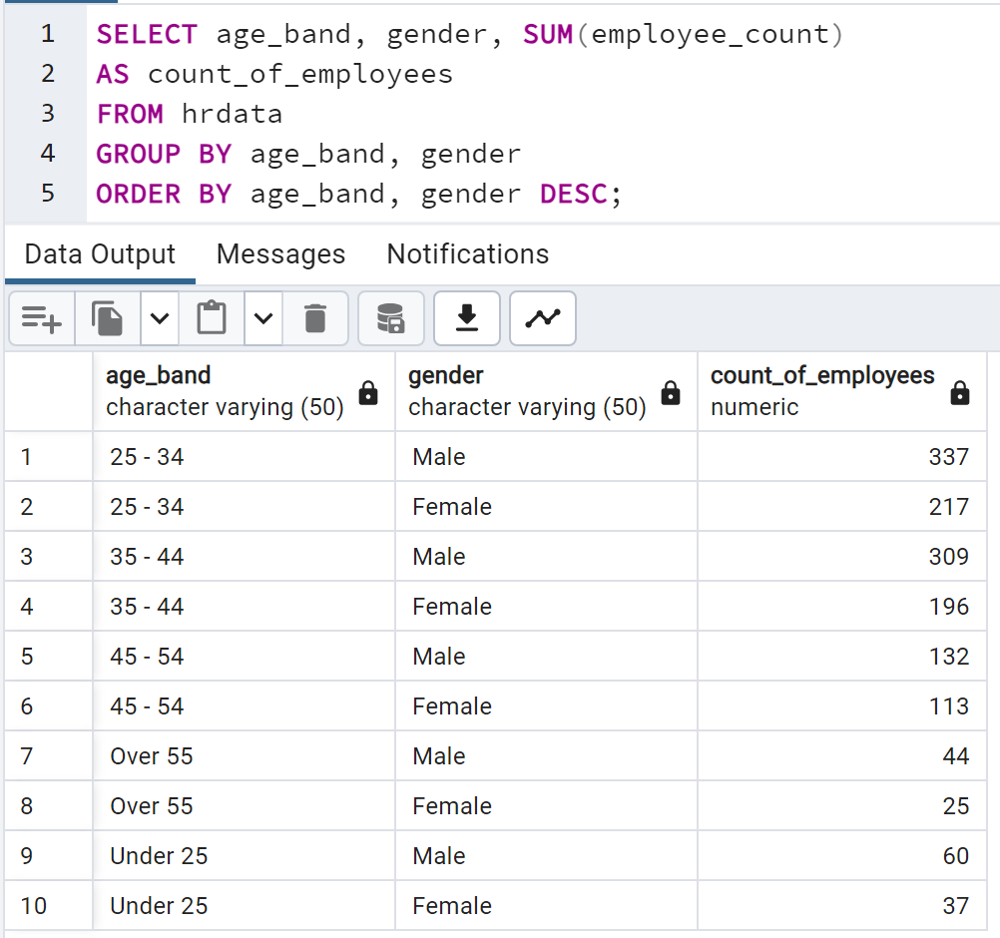 1 SELECT age_band, gender, SUM(employee_count)
2 AS count_of_employees
3 FROM hrdata
4 GROUP BY age_band, gender
5 ORDER BY age_band, gender DESC;
Data Output Messages Notifications
age_band gender count_of_employees
character varying (50) character varying (50) numeric
1 25 - 34 Male 337
2 25 - 34 Female 217
3 35 - 44 Male 309
4 35 - 44 Female 196
5 45 - 54 Male 132
6 45 - 54 Female 113
7 Over 55 Male 44
8 Over 55 Female 25
9 Under 25 Male 60
10 Under 25 Female 37